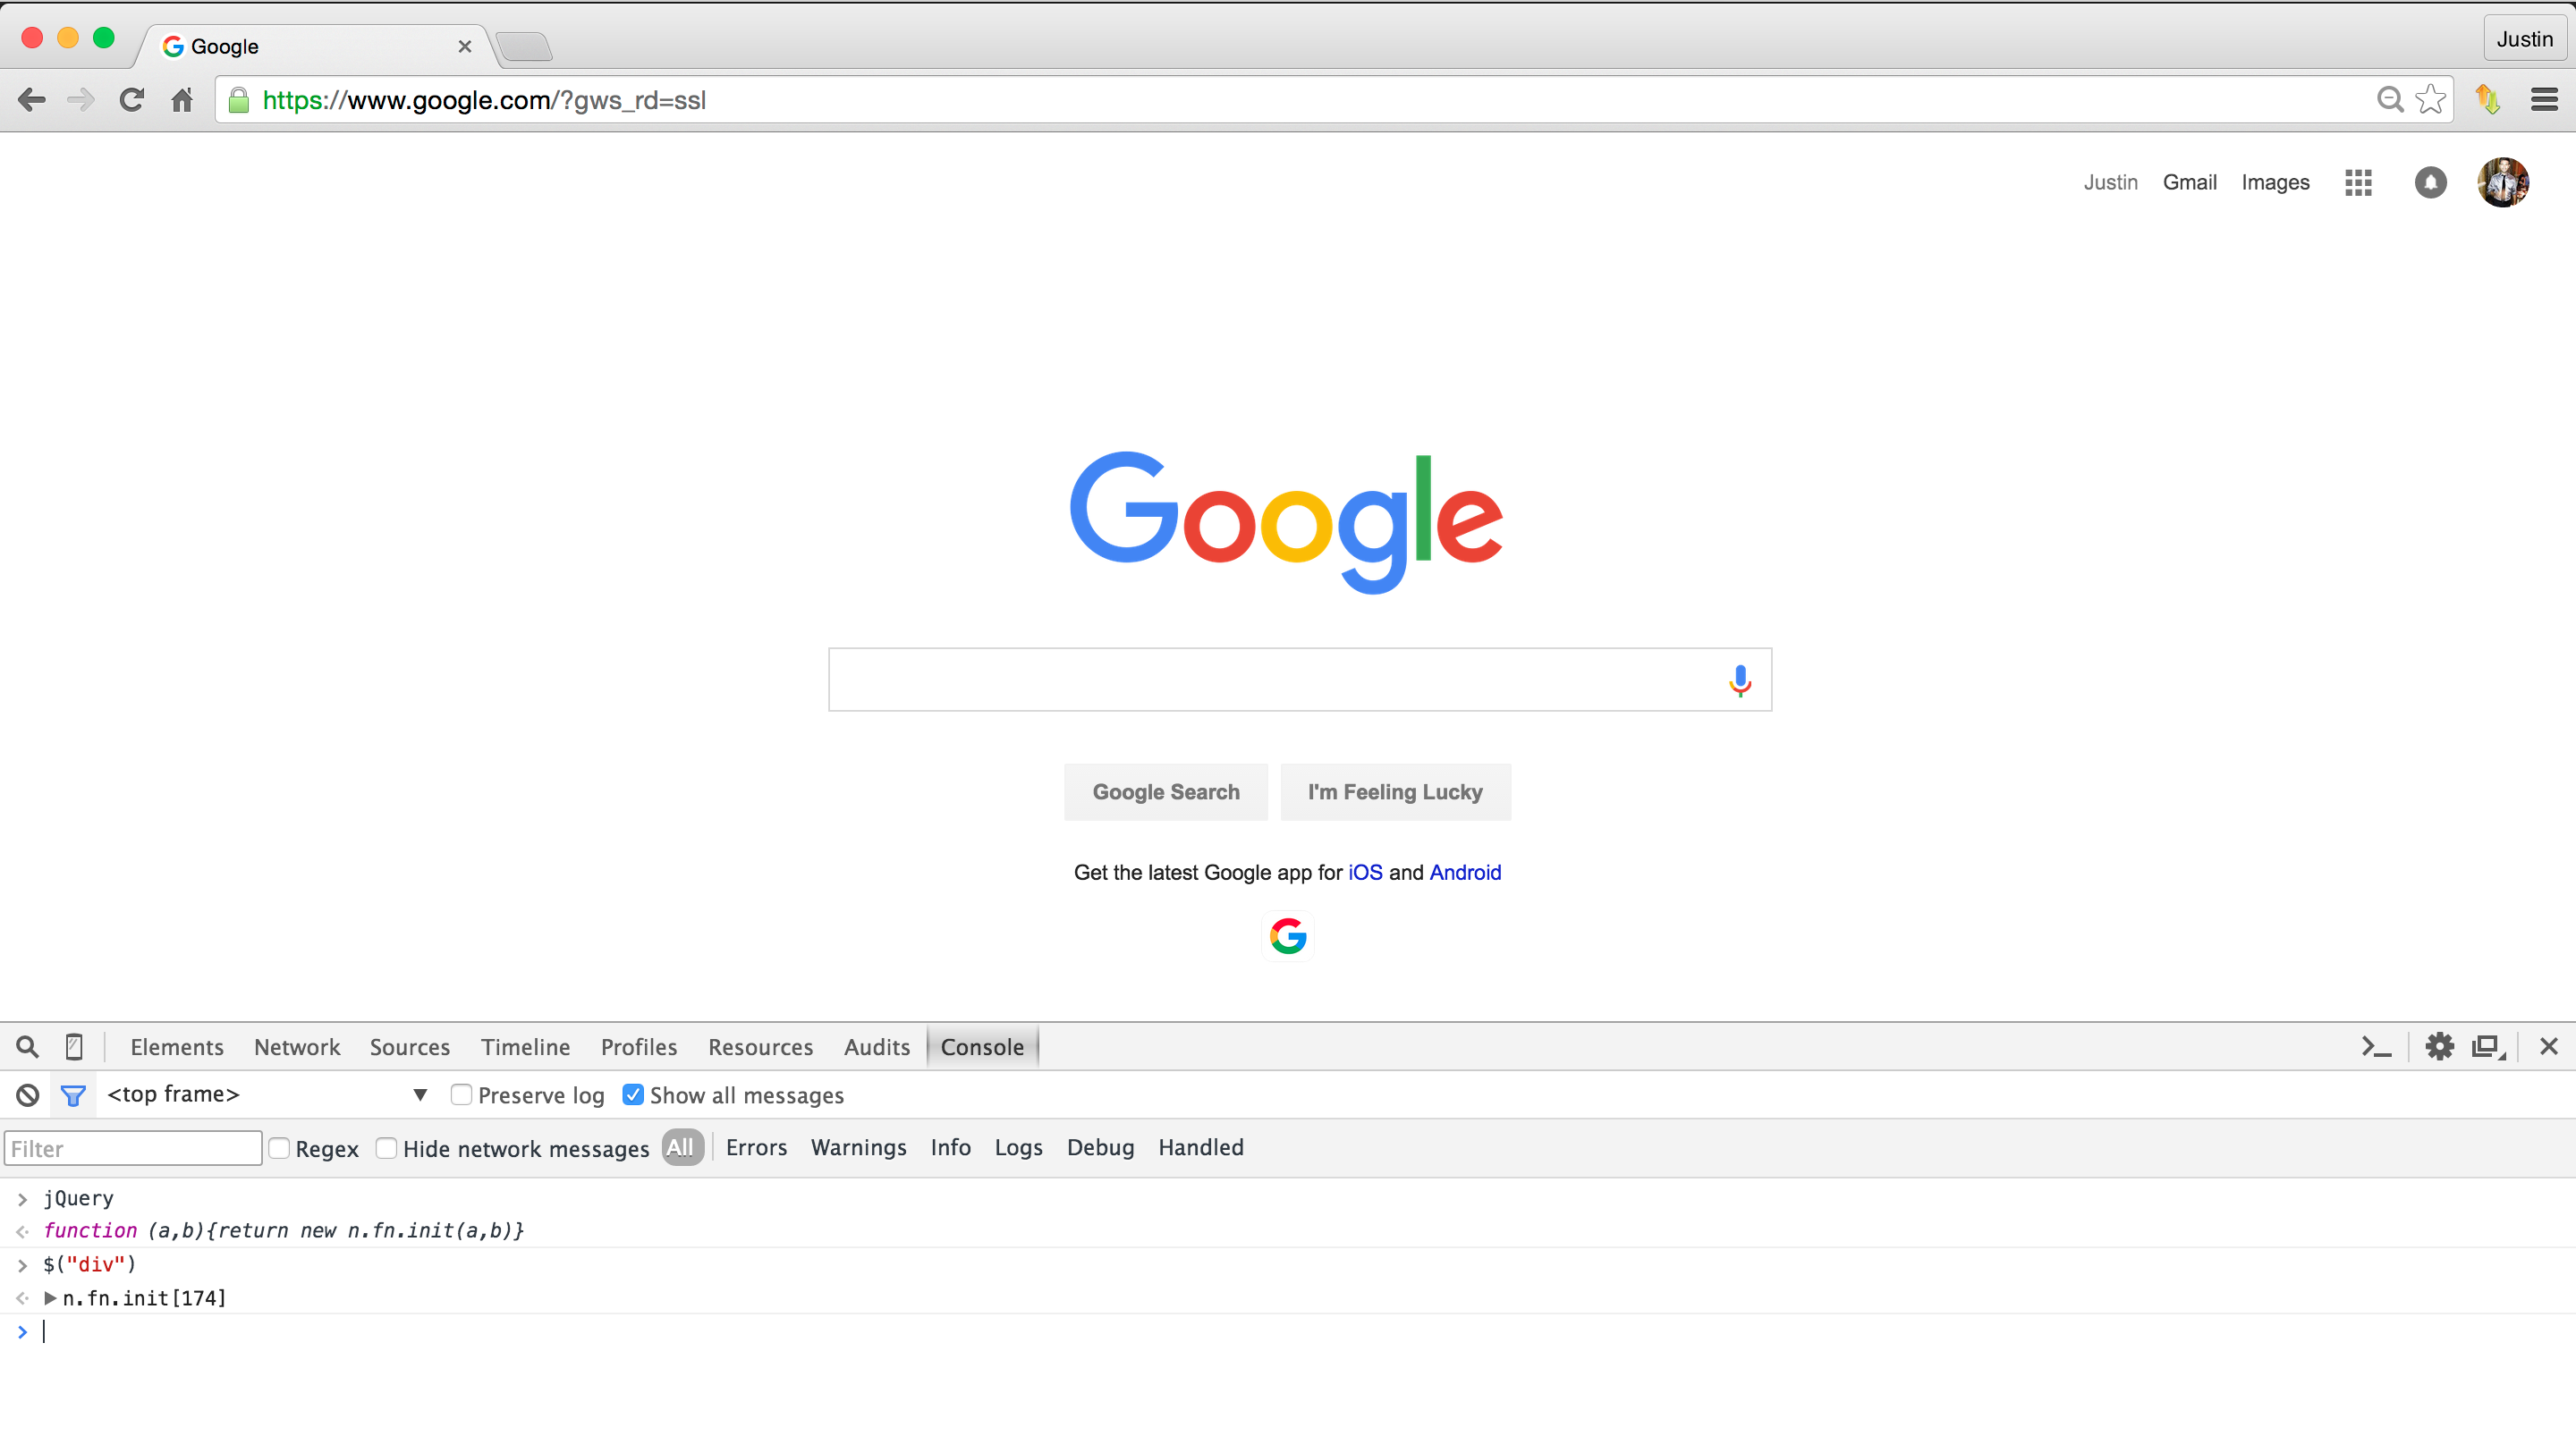 Google
Justin
https://www.google.com/?gws_rd=ssl
Justin Gmail Images
Google
Google Search I'm Feeling Lucky
Get the latest Google app for iOS and Android
G
Elements Network Sources Timeline Profiles Resources Audits Console
<top frame> Preserve log Show all messages
Filter Regex Hide network messages All Errors Warnings Info Logs Debug Handled
jQuery
function (a,b){return new n.fn.init(a,b)}
$("div")
n.fn.init[174]